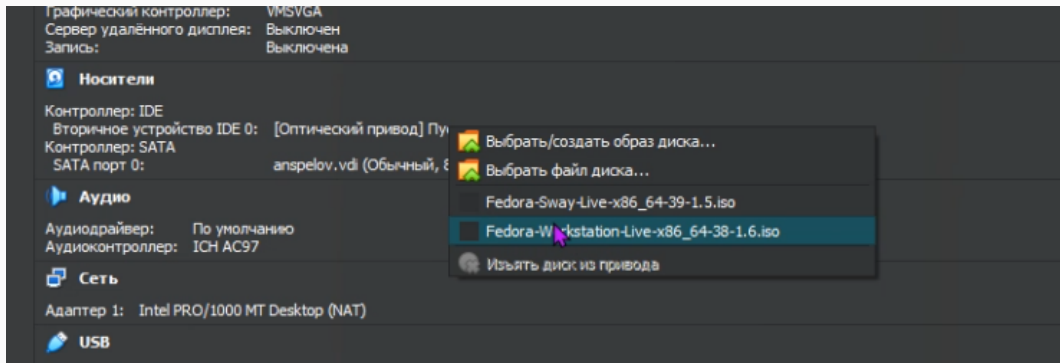 Графический контроллер: VMSVGA
Сервер удалённого дисплея: Выключен
Запись: Выключена
Носители
Контроллер: IDE
Вторичное устройство IDE 0: [Оптический привод]
Контроллер: SATA
SATA порт 0: anspelov.vdi (Обычный,
Выбрать/создать образ диска...
Выбрать файл диска...
Fedora-Sway-Live-x86_64-39-1.5.iso
Fedora-Workstation-Live-x86_64-38-1.6.iso
Изъять диск из привода
Аудио
Аудиодрайвер: По умолчанию
Аудиоконтроллер: ICH AC97
Сеть
Адаптер 1: Intel PRO/1000 MT Desktop (NAT)
USB